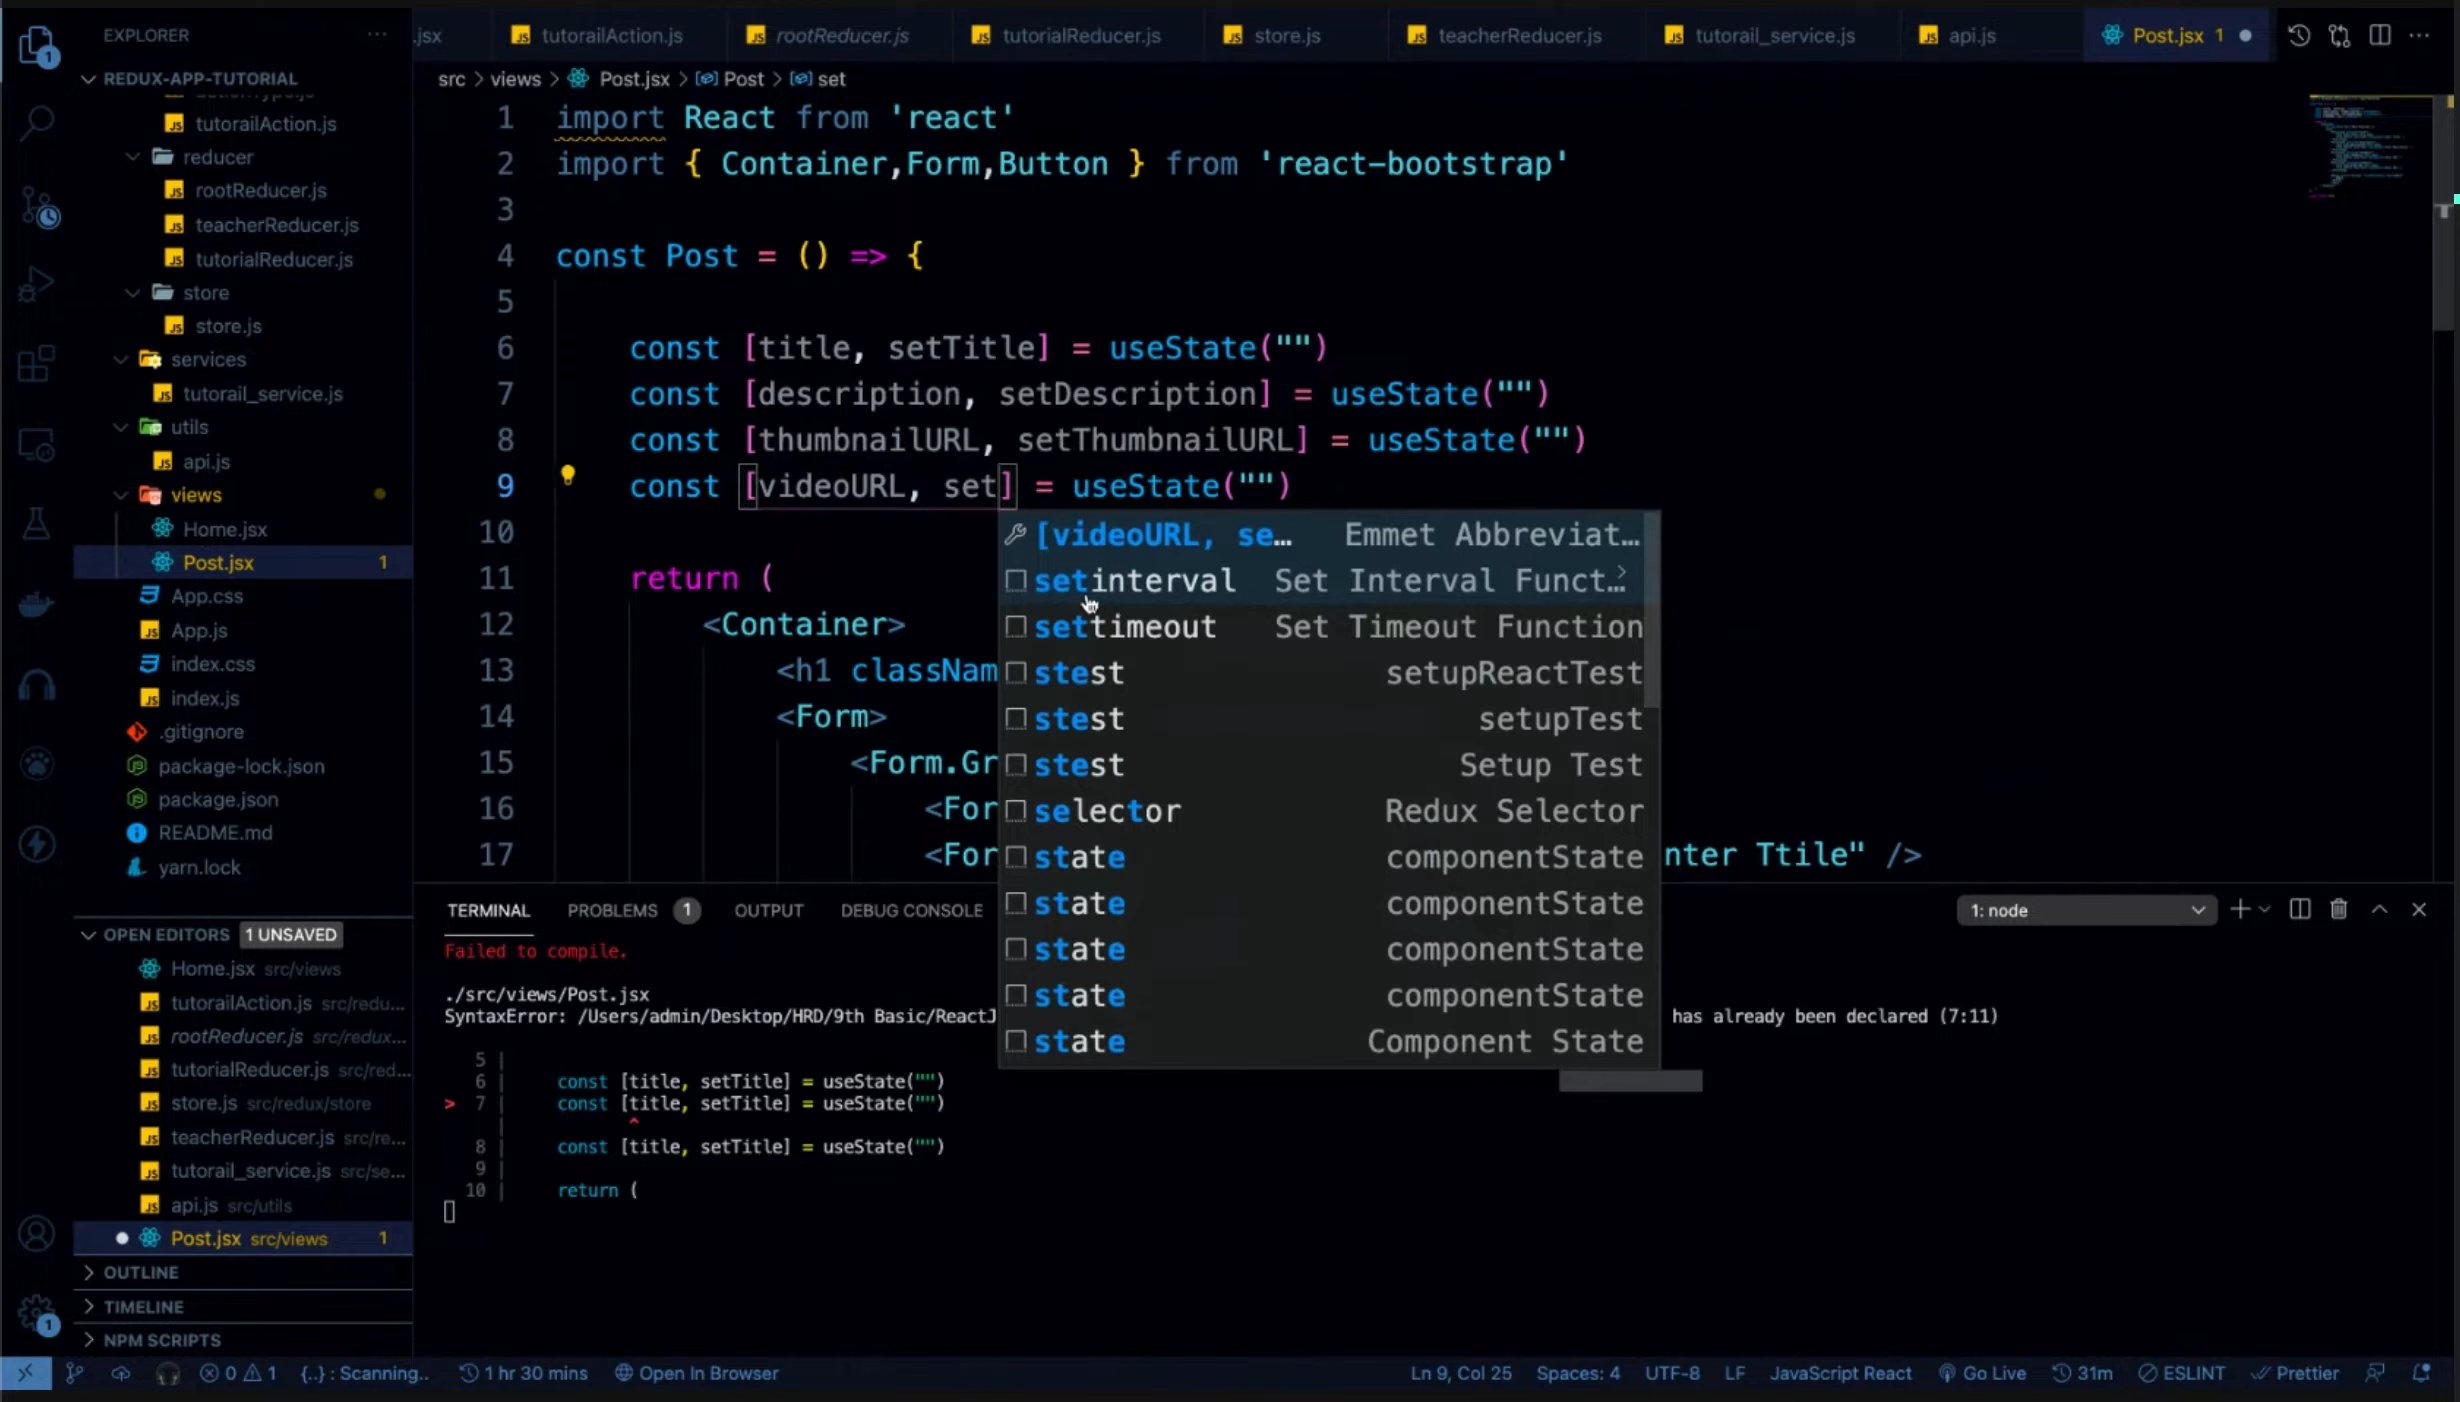 EXPLORER
REDUX-APP-TUTORIAL
tutorailAction.js
reducer
rootReducer.js
teacherReducer.js
tutorialReducer.js
store
store.js
services
tutorail_service.js
utils
api.js
views
Home.jsx
Post.jsx 1
App.css
App.js
index.css
index.js
.gitignore
package-lock.json
package.json
README.md
yarn.lock
OPEN EDITORS 1 UNSAVED
Home.jsx src/views
tutorailAction.js src/redu...
rootReducer.js src/redux...
tutorialReducer.js src/red...
store.js src/redux/store
teacherReducer.js src/re...
tutorail_service.js src/se...
api.js src/utils
Post.jsx src/views 1
OUTLINE
TIMELINE
NPM SCRIPTS
.jsx tutorailAction.js rootReducer.js tutorialReducer.js store.js teacherReducer.js tutorail_service.js api.js Post.jsx 1
src > views > Post.jsx > Post > set
1 import React from 'react'
2 import { Container,Form,Button } from 'react-bootstrap'
3
4 const Post = () => {
5
6 const [title, setTitle] = useState("")
7 const [description, setDescription] = useState("")
8 const [thumbnailURL, setThumbnailURL] = useState("")
9 const [videoURL, set] = useState("")
10
11 return (
12 <Container>
13 <h1 classNam
14 <Form>
15 <Form.Gr
16 <For
17 <For nter Ttile" />
[videoURL, se… Emmet Abbreviat…
setinterval Set Interval Funct…
settimeout Set Timeout Function
stest setupReactTest
stest setupTest
stest Setup Test
selector Redux Selector
state componentState
state componentState
state componentState
state componentState
state Component State
TERMINAL PROBLEMS 1 OUTPUT DEBUG CONSOLE 1: node
Failed to compile.
./src/views/Post.jsx
SyntaxError: /Users/admin/Desktop/HRD/9th Basic/ReactJ has already been declared (7:11)
5 |
6 | const [title, setTitle] = useState("")
> 7 | const [title, setTitle] = useState("")
| ^
8 | const [title, setTitle] = useState("")
9 |
10 | return (
1
1
0 1 {..} : Scanning.. 1 hr 30 mins Open In Browser Ln 9, Col 25 Spaces: 4 UTF-8 LF JavaScript React Go Live 31m ESLINT Prettier